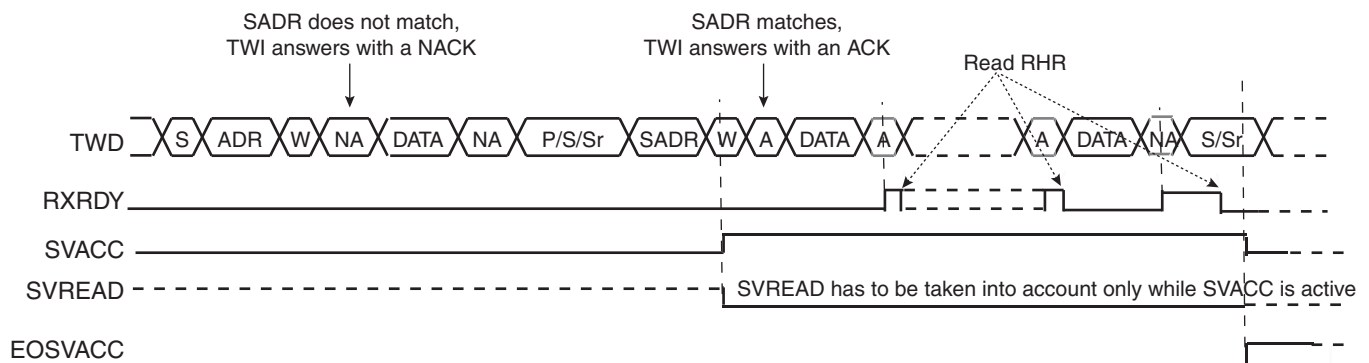 SADR does not match,
TWI answers with a NACK
SADR matches,
TWI answers with an ACK
Read RHR
TWD S ADR W NA DATA NA P/S/Sr SADR W A DATA A A DATA NA S/Sr
RXRDY
SVACC
SVREAD SVREAD has to be taken into account only while SVACC is active
EOSVACC